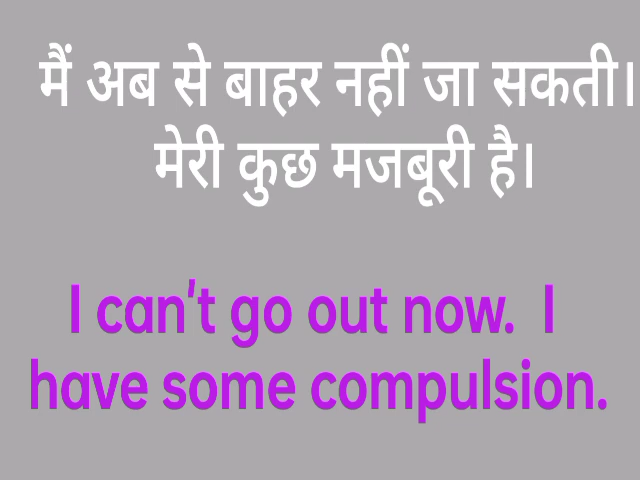 मैं अब से बाहर नहीं जा सकती।
मेरी कुछ मजबूरी है।
I can't go out now. I
have some compulsion.